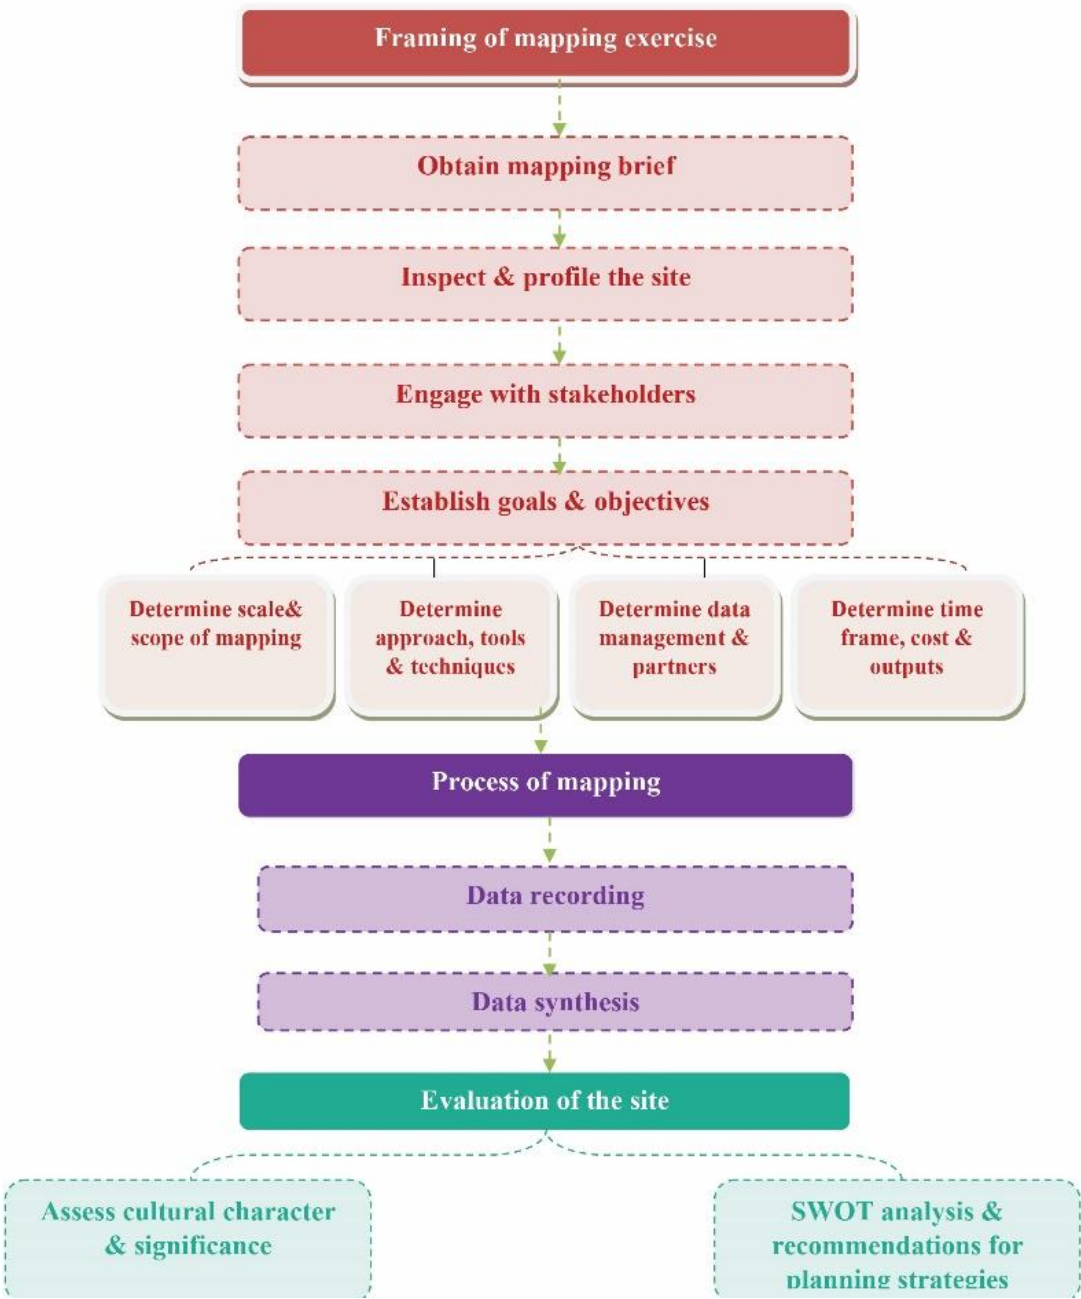 Framing of mapping exercise
Obtain mapping brief
Inspect & profile the site
Engage with stakeholders
Establish goals & objectives
Determine scale&
scope of mapping
Determine
approach, tools
& techniques
Determine data
management &
partners
Determine time
frame, cost &
outputs
Process of mapping
Data recording
Data synthesis
Evaluation of the site
Assess cultural character
& significance
SWOT analysis &
recommendations for
planning strategies